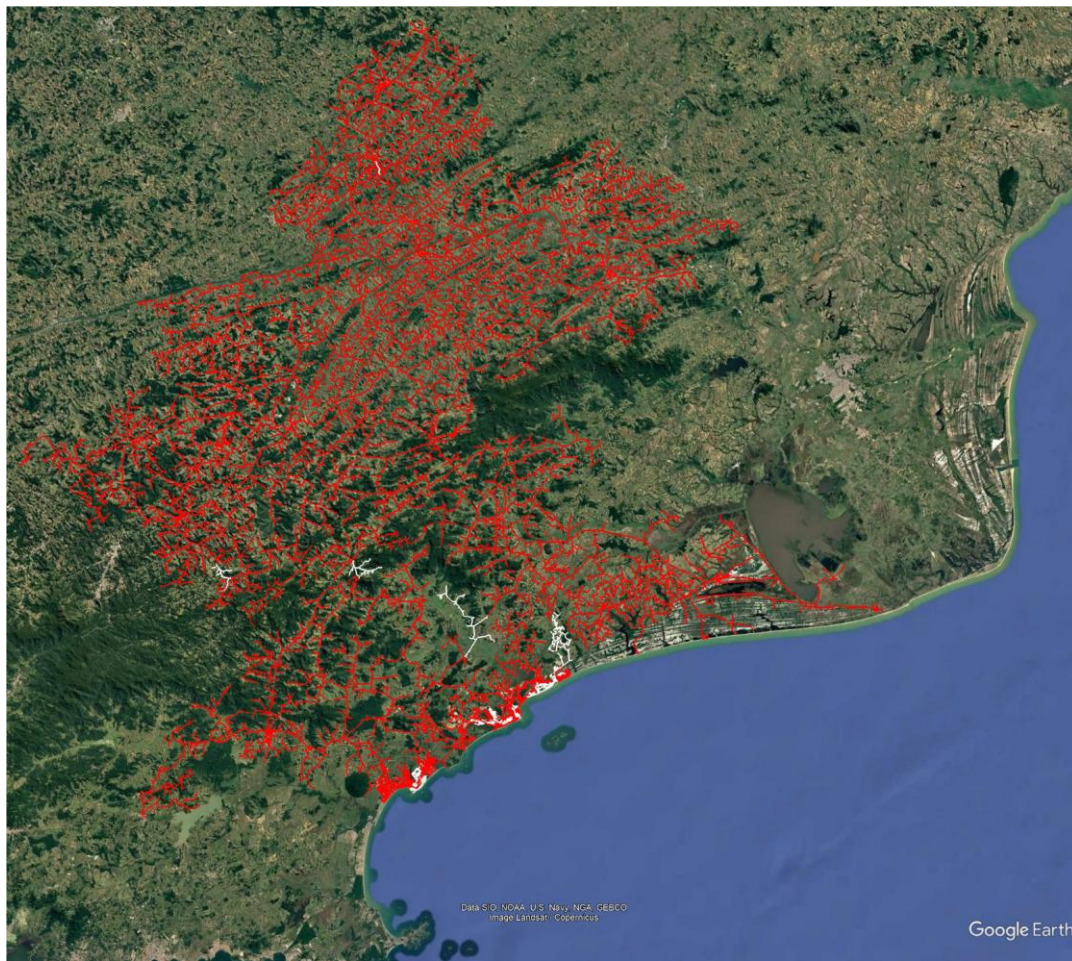 Data SIO, NOAA, U.S. Navy, NGA, GEBCO
Image Landsat / Copernicus
Google Earth